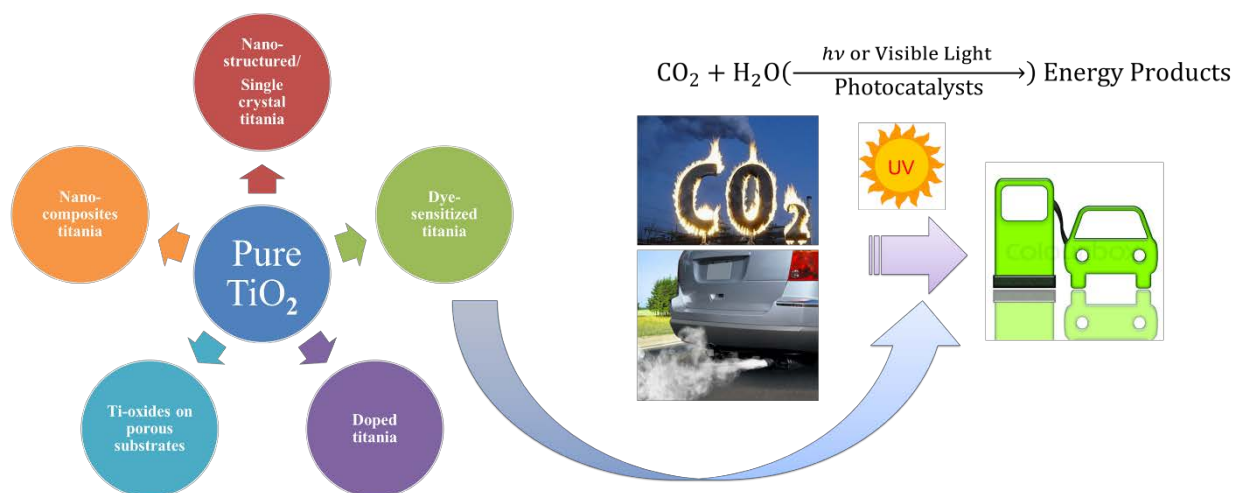 Nano-
structured/
Single
crystal
titania
Nano-
composites
titania
Dye-
sensitized
titania
Pure
TiO₂
Ti-oxides on
porous
substrates
Doped
titania
hν or Visible Light
CO₂ + H₂O(⟶) Energy Products
Photocatalysts
CO₂
UV